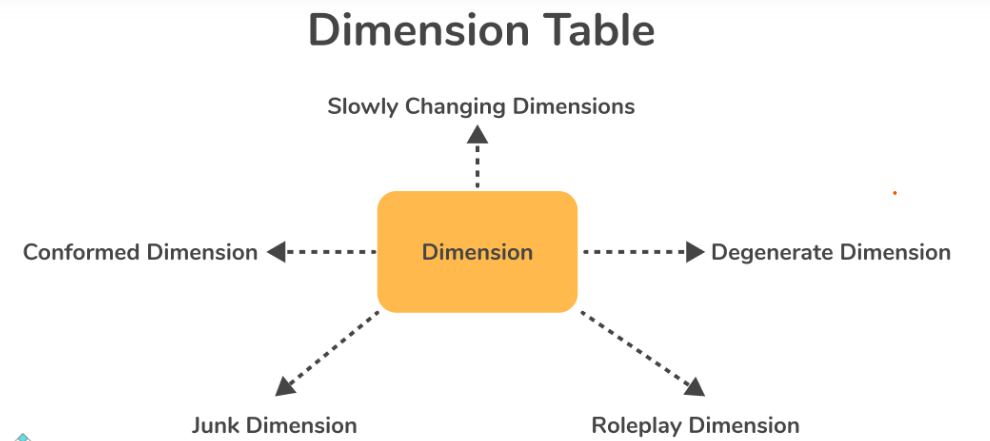 Dimension Table
Slowly Changing Dimensions
Conformed Dimension
Dimension
Degenerate Dimension
Junk Dimension
Roleplay Dimension